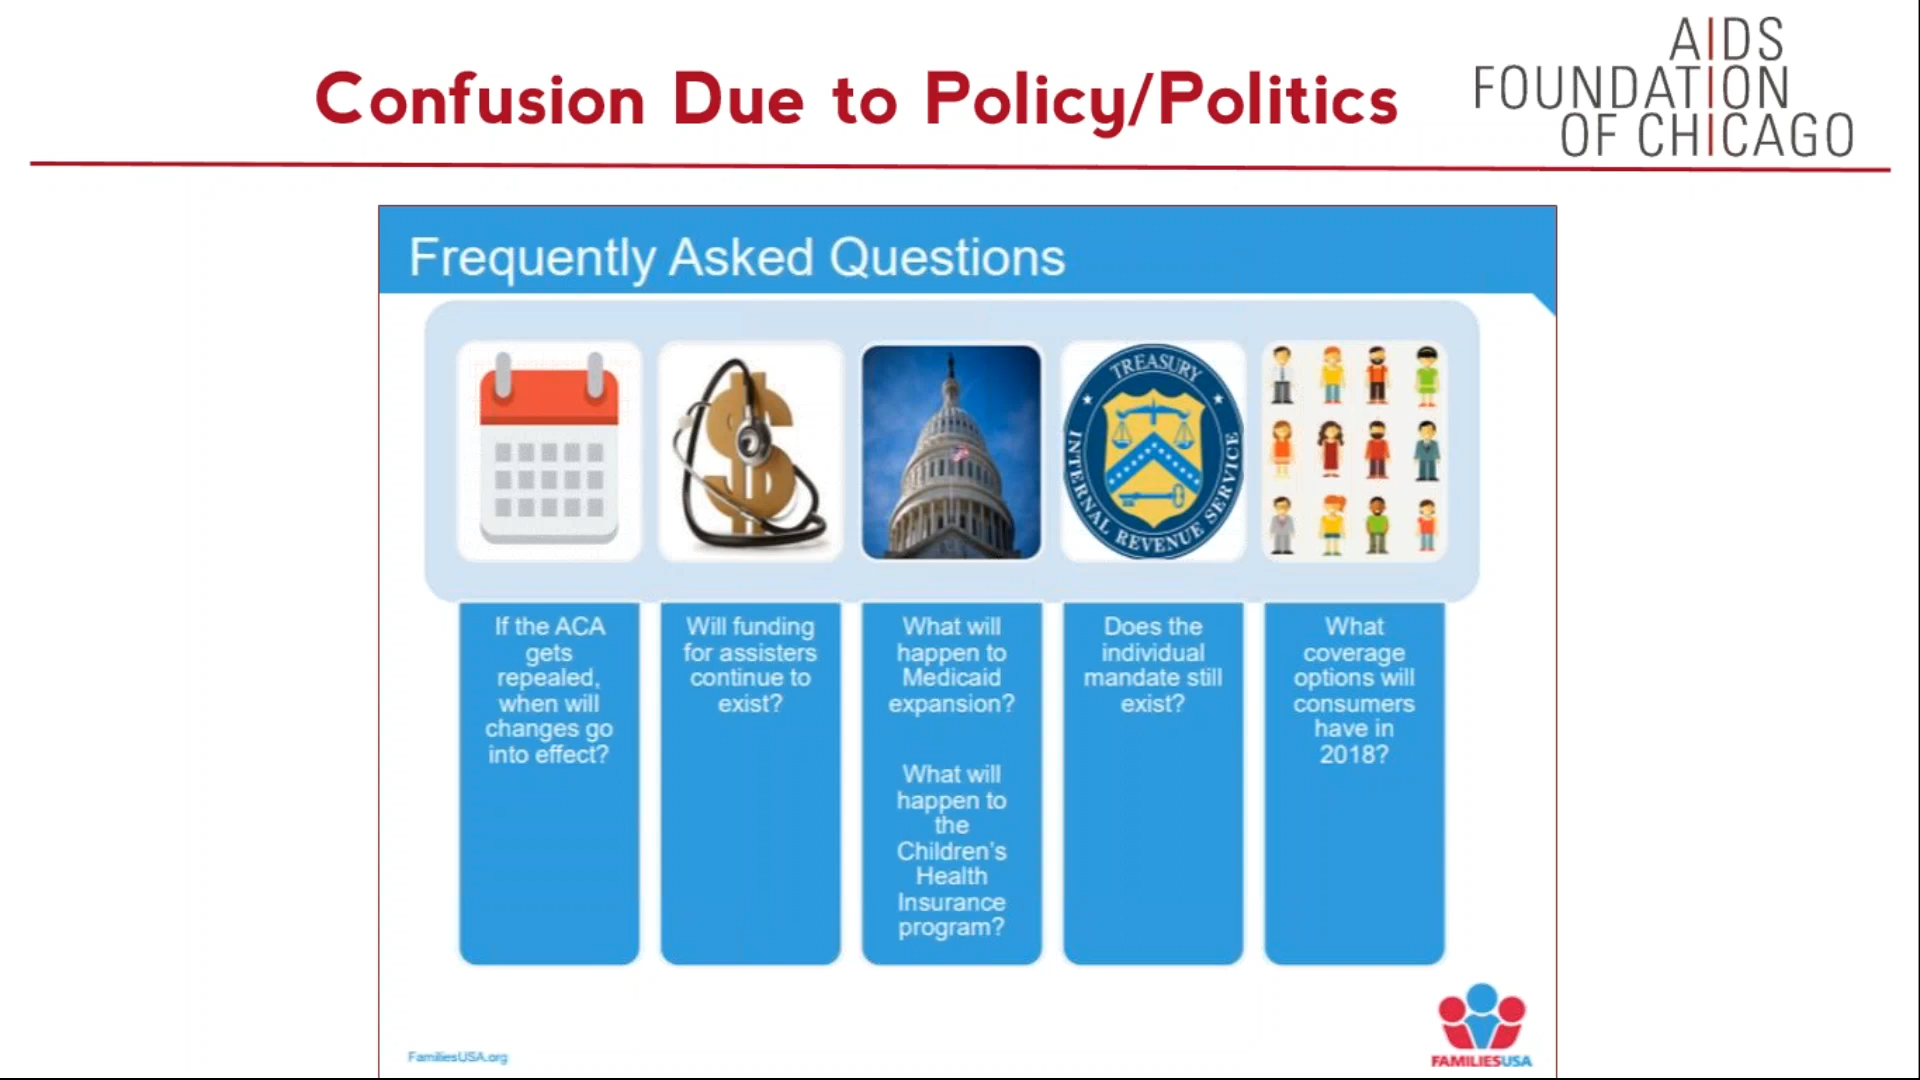 Confusion Due to Policy/Politics
AIDS
FOUNDATION
OF CHICAGO
Frequently Asked Questions
TREASURY
INTERNAL REVENUE SERVICE
If the ACA
gets
repealed,
when will
changes go
into effect?
Will funding
for assisters
continue to
exist?
What will
happen to
Medicaid
expansion?
What will
happen to
the
Children's
Health
Insurance
program?
Does the
individual
mandate still
exist?
What
coverage
options will
consumers
have in
2018?
FamiliesUSA.org
FAMILIESUSA